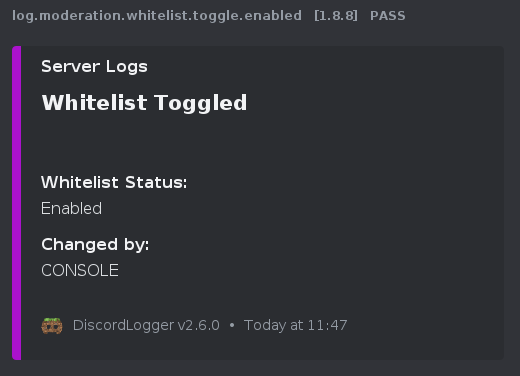 log.moderation.whitelist.toggle.enabled [1.8.8] PASS
Server Logs
Whitelist Toggled
Whitelist Status:
Enabled
Changed by:
CONSOLE
DiscordLogger v2.6.0 • Today at 11:47